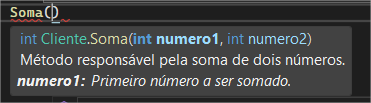 Soma()
int Cliente.Soma(int numero1, int numero2)
Método responsável pela soma de dois números.
numero1: Primeiro número a ser somado.